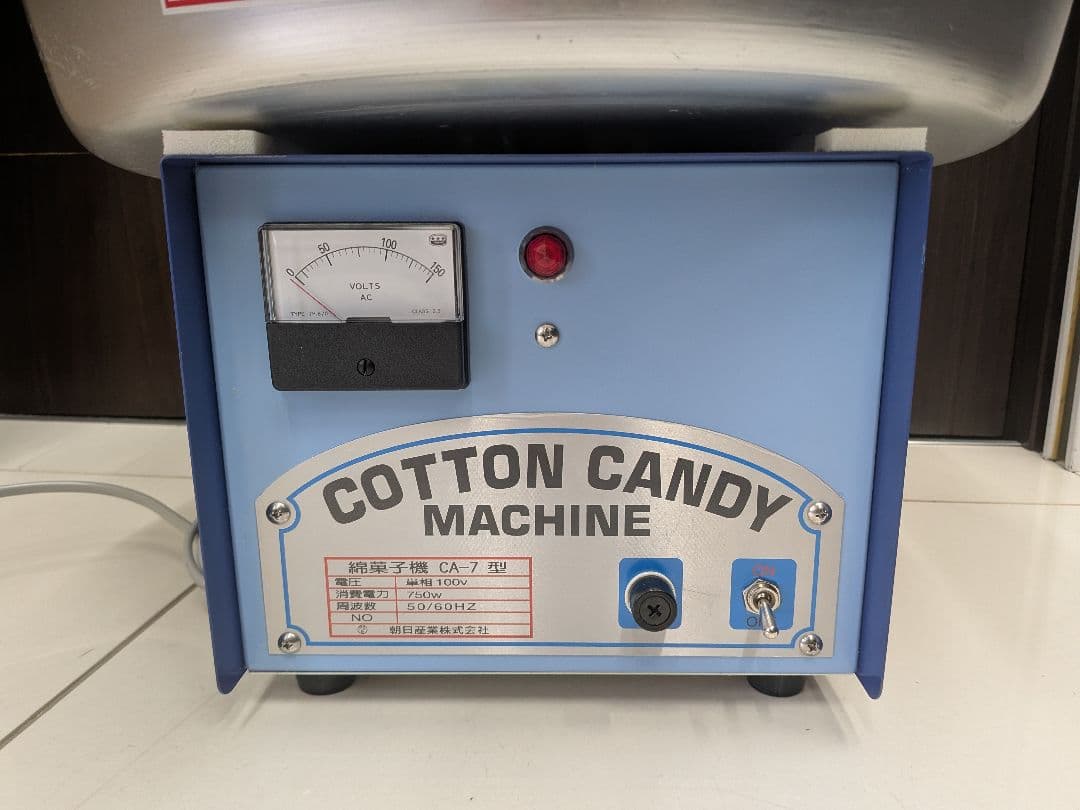 0 50 100 150
VOLTS
AC
COTTON CANDY
MACHINE
綿菓子機 CA-7 型
電圧 単相100v
消費電力 750w
周波数 50/60HZ
NO
朝日産業株式会社
ON